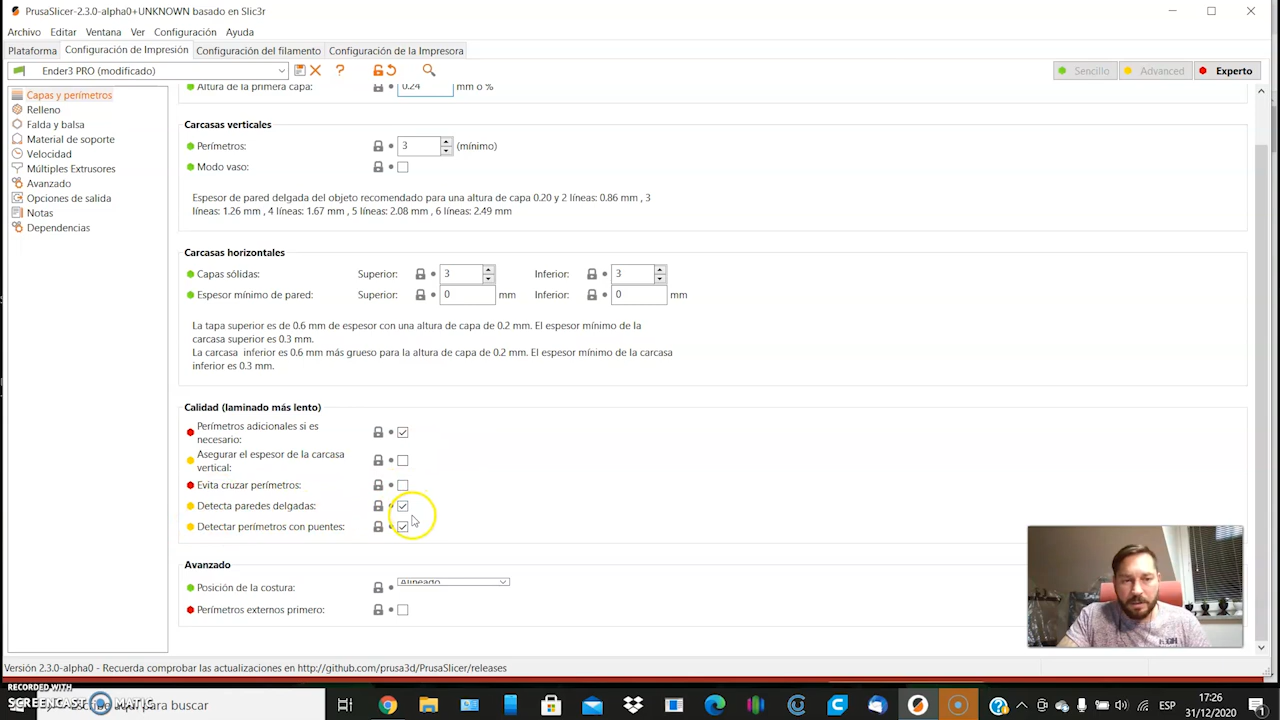 PrusaSlicer-2.3.0-alpha0+UNKNOWN basado en Slic3r
Archivo Editar Ventana Ver Configuración Ayuda
Plataforma Configuración de Impresión Configuración del filamento Configuración de la Impresora
Ender3 PRO (modificado) ? Sencillo Advanced Experto
Capas y perímetros
Relleno
Falda y balsa
Material de soporte
Velocidad
Múltiples Extrusores
Avanzado
Opciones de salida
Notas
Dependencias
Altura de la primera capa: 0.24 mm o %
Carcasas verticales
Perímetros: 3 (mínimo)
Modo vaso:
Espesor de pared delgada del objeto recomendado para una altura de capa 0.20 y 2 líneas: 0.86 mm , 3
líneas: 1.26 mm , 4 líneas: 1.67 mm , 5 líneas: 2.08 mm , 6 líneas: 2.49 mm
Carcasas horizontales
Capas sólidas: Superior: 3 Inferior: 3
Espesor mínimo de pared: Superior: 0 mm Inferior: 0 mm
La tapa superior es de 0.6 mm de espesor con una altura de capa de 0.2 mm. El espesor mínimo de la
carcasa superior es 0.3 mm.
La carcasa inferior es 0.6 mm más grueso para la altura de capa de 0.2 mm. El espesor mínimo de la carcasa
inferior es 0.3 mm.
Calidad (laminado más lento)
Perímetros adicionales si es
necesario:
Asegurar el espesor de la carcasa
vertical:
Evita cruzar perímetros:
Detecta paredes delgadas:
Detectar perímetros con puentes:
Avanzado
Posición de la costura: Alineado
Perímetros externos primero:
Versión 2.3.0-alpha0 - Recuerda comprobar las actualizaciones en http://github.com/prusa3d/PrusaSlicer/releases
RECORDED WITH
SCREENCAST MATIC
para buscar
ESP
17:26
31/12/2020
1